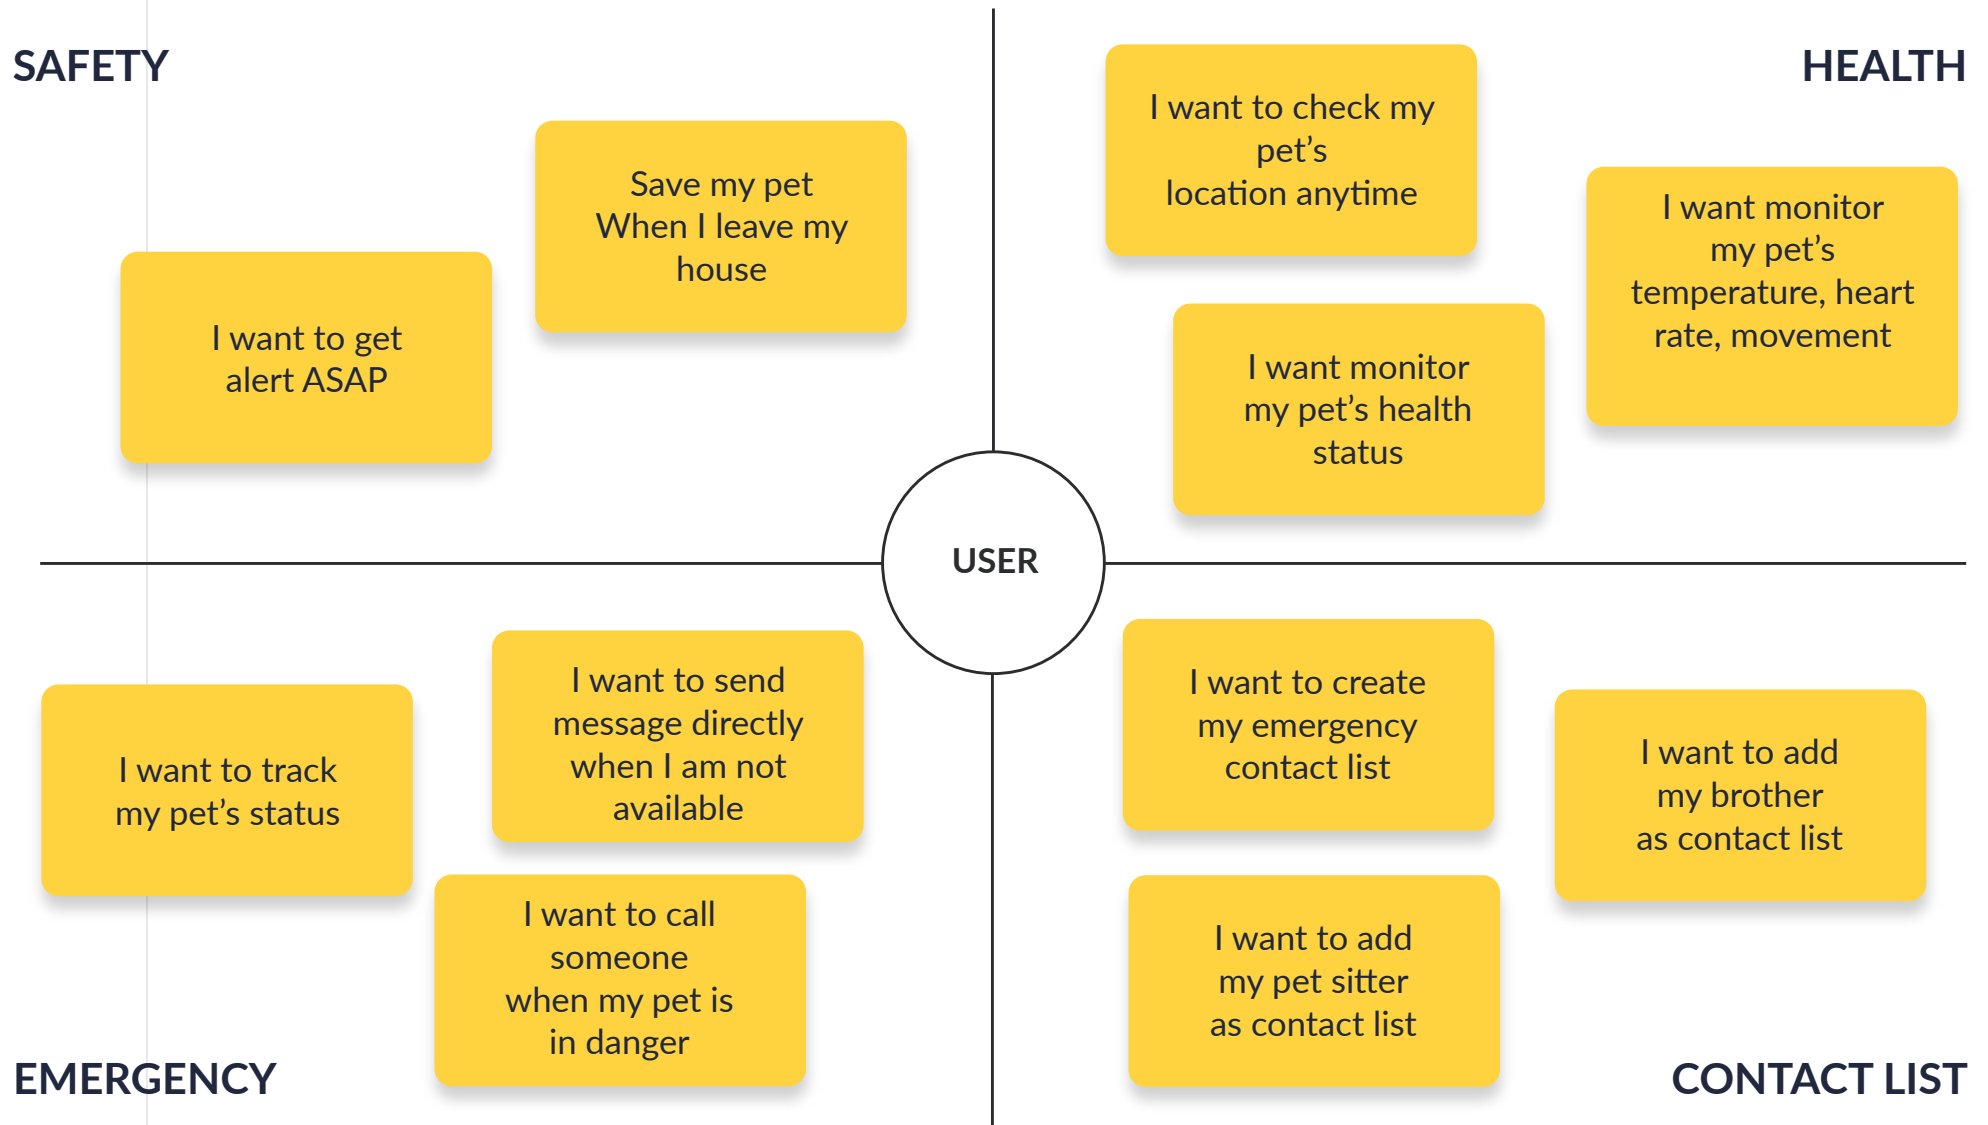 SAFETY
Save my pet
When I leave my
house
I want to get
alert ASAP
HEALTH
I want to check my
pet’s
location anytime
I want monitor
my pet’s
temperature, heart
rate, movement
I want monitor
my pet’s health
status
USER
I want to send
message directly
when I am not
available
I want to track
my pet’s status
I want to call
someone
when my pet is
in danger
EMERGENCY
I want to create
my emergency
contact list
I want to add
my brother
as contact list
I want to add
my pet sitter
as contact list
CONTACT LIST